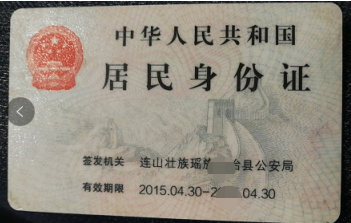 中华人民共和国
居民身份证
签发机关 连山壮族瑶族 治县公安局
有效期限 2015.04.30- .04.30